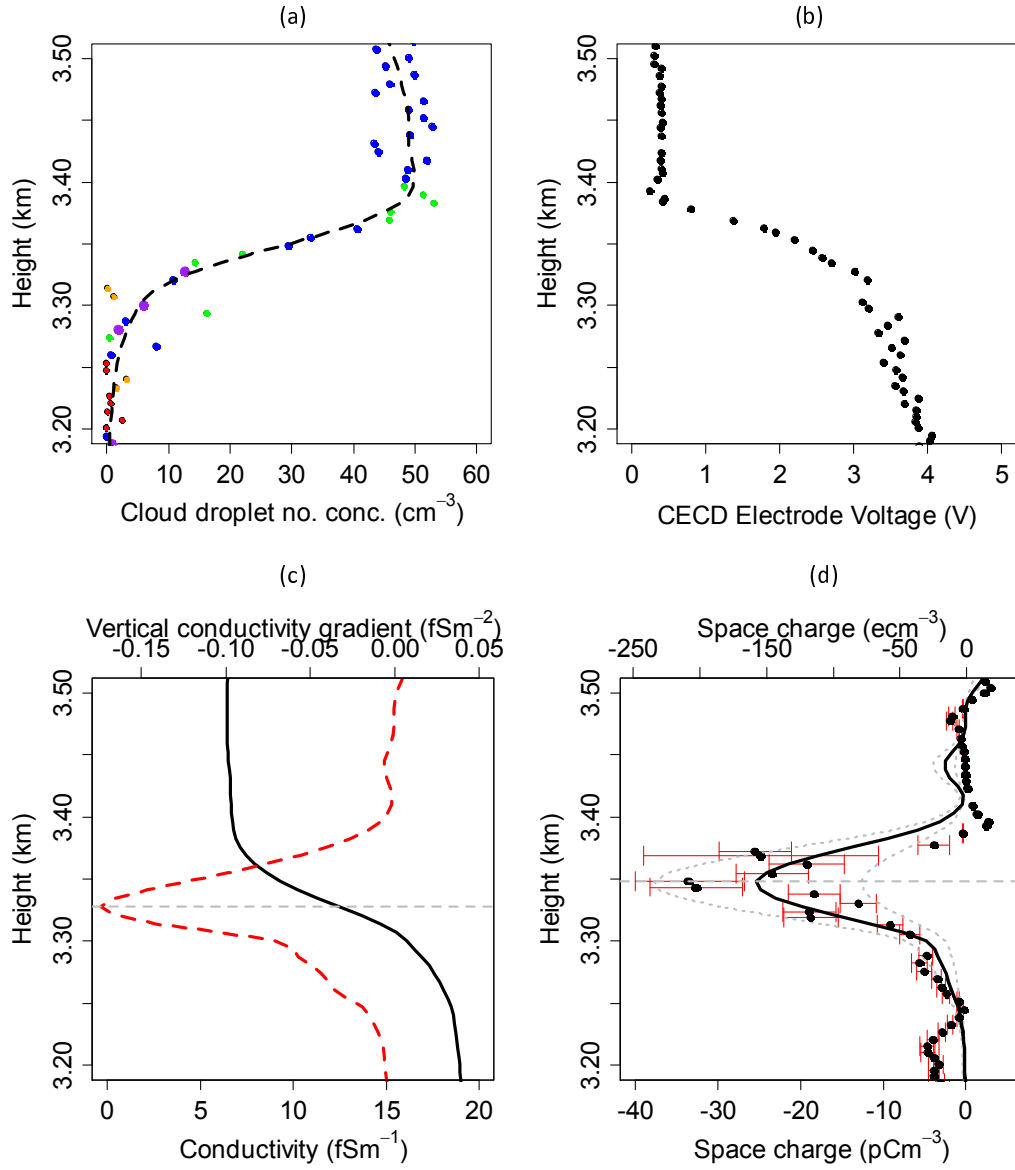 (a)
3.50
3.40
3.30
3.20
Height (km)
0 10 20 30 40 50 60
Cloud droplet no. conc. (cm⁻³)
(b)
3.50
3.40
3.30
3.20
Height (km)
0 1 2 3 4 5
CECD Electrode Voltage (V)
(c)
Vertical conductivity gradient (fSm⁻²)
-0.15 -0.10 -0.05 0.00 0.05
3.50
3.40
3.30
3.20
Height (km)
0 5 10 15 20
Conductivity (fSm⁻¹)
(d)
Space charge (ecm⁻³)
-250 -150 -50 0
3.50
3.40
3.30
3.20
Height (km)
-40 -30 -20 -10 0
Space charge (pCm⁻³)